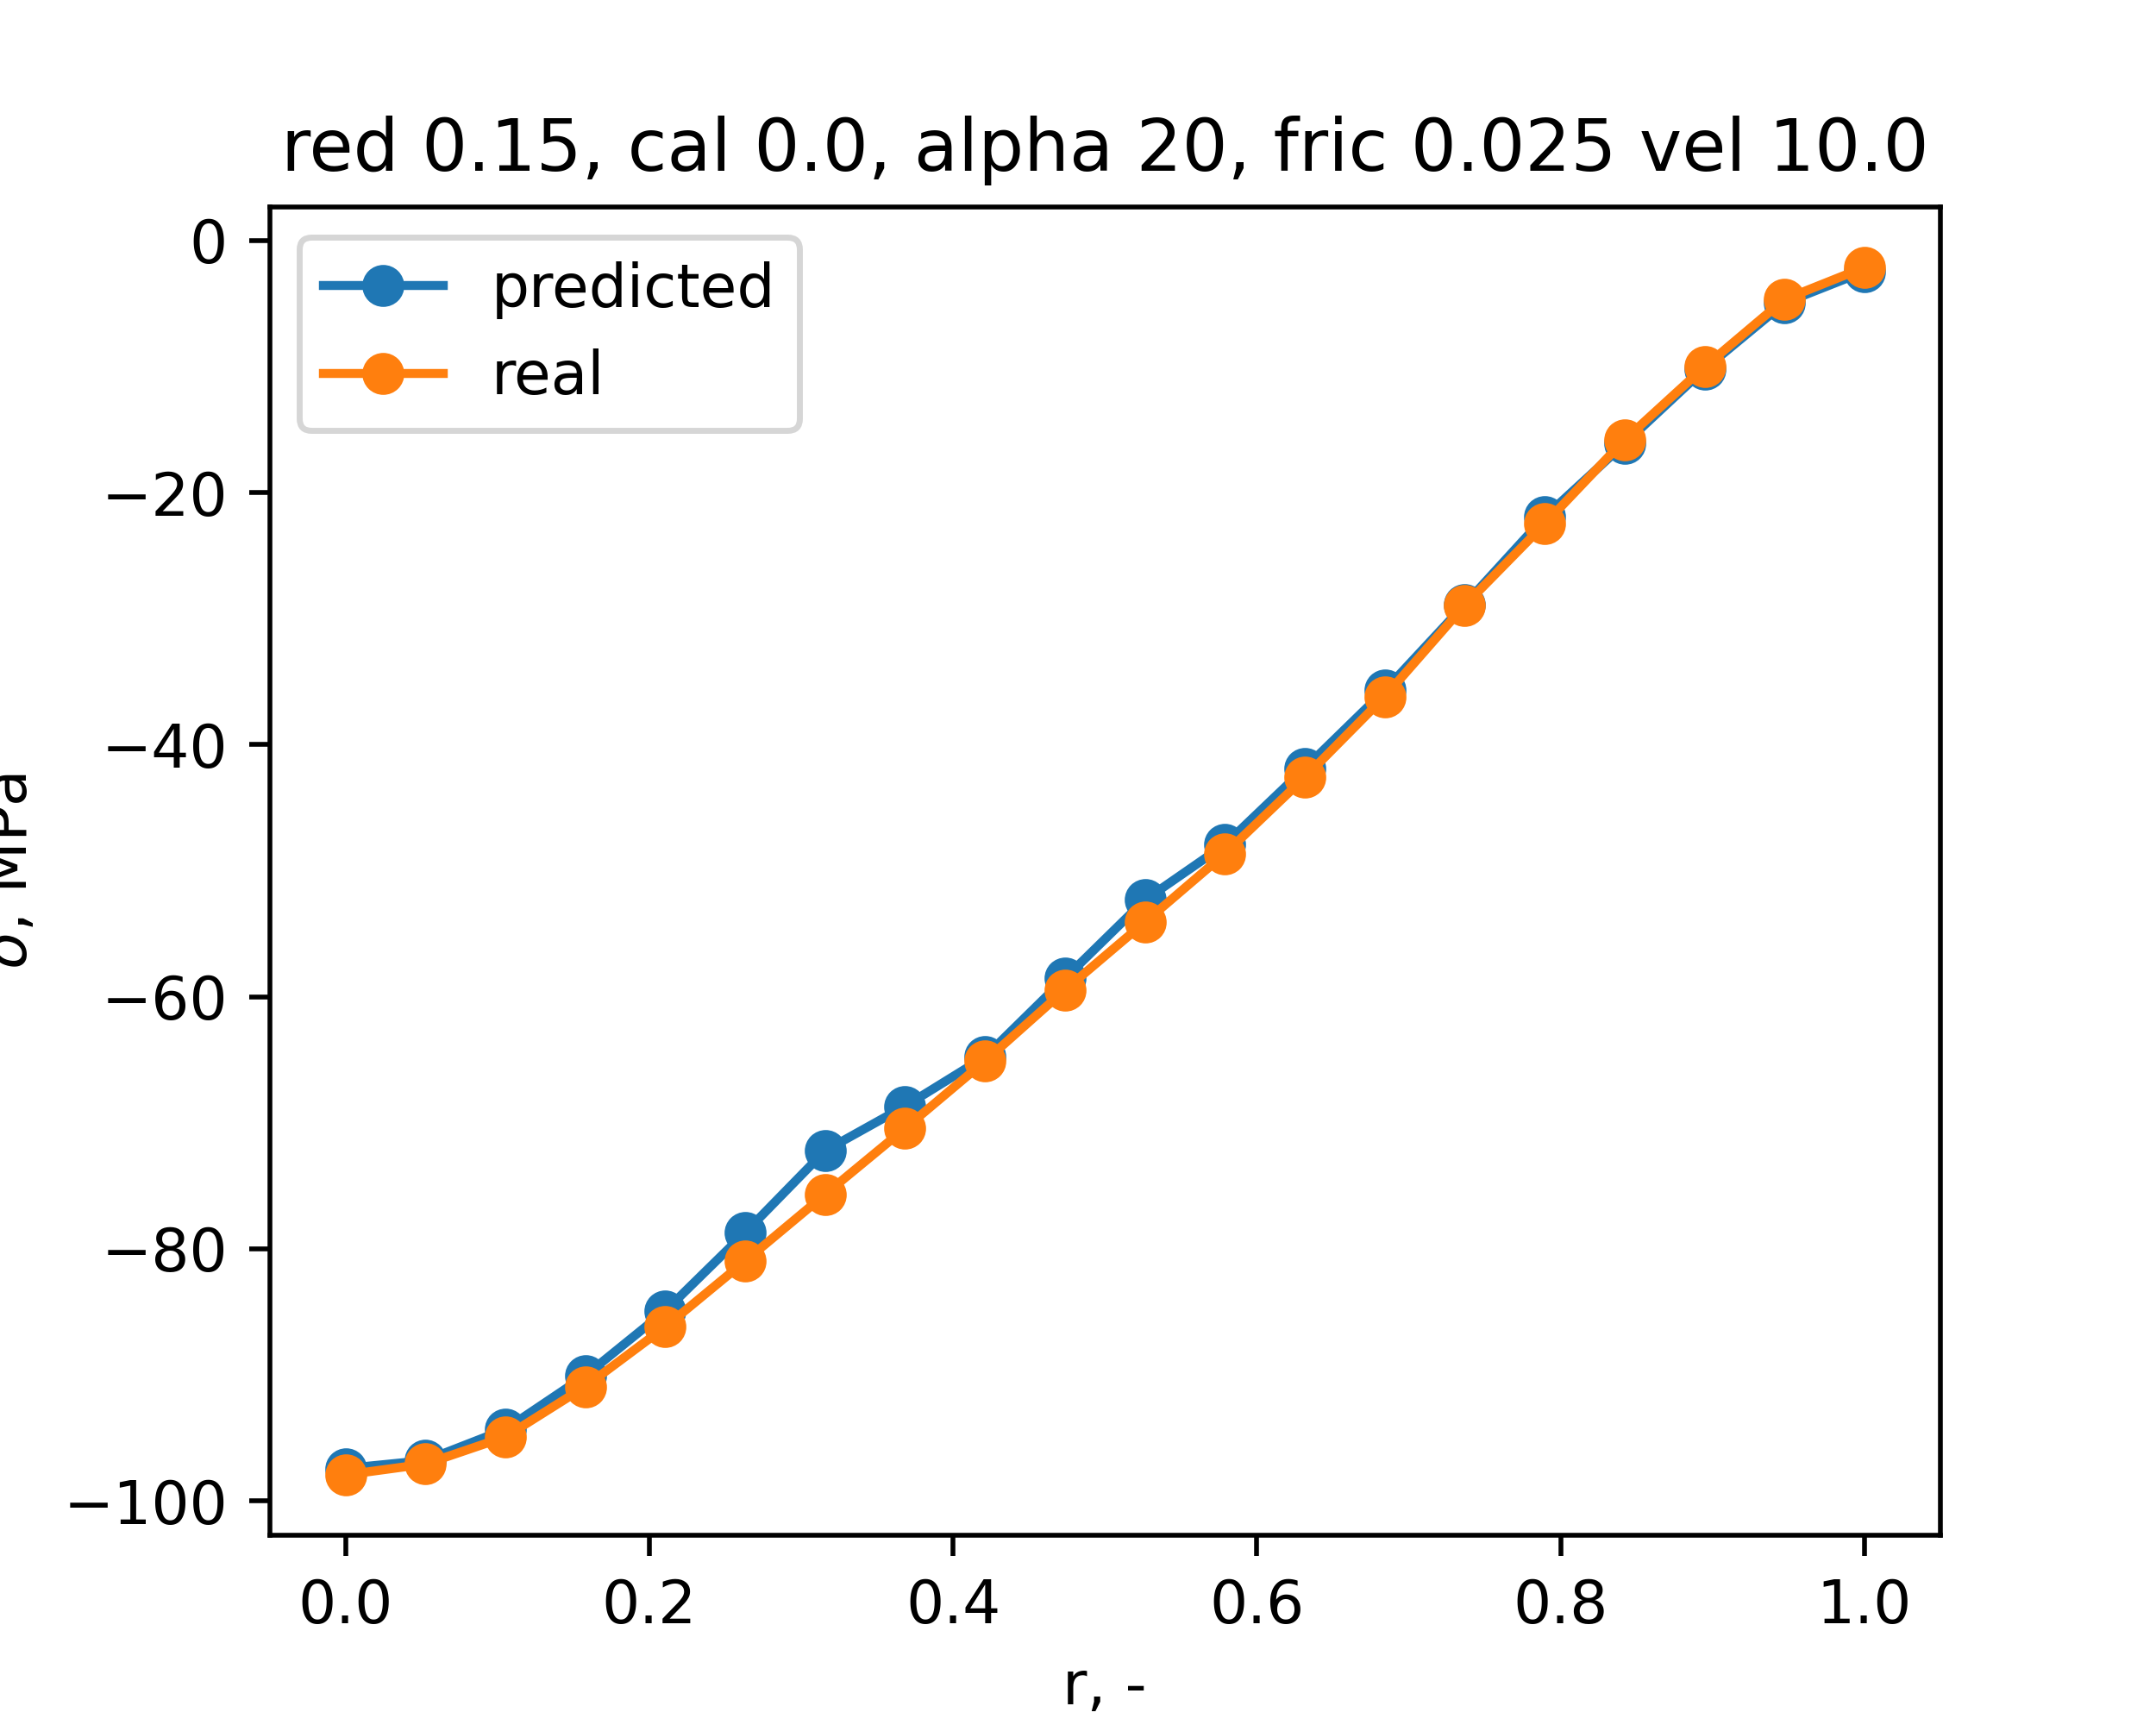 red 0.15, cal 0.0, alpha 20, fric 0.025 vel 10.0
0
−20
−40
−60
−80
−100
predicted
real
0.0 0.2 0.4 0.6 0.8 1.0
r, -
, MPa